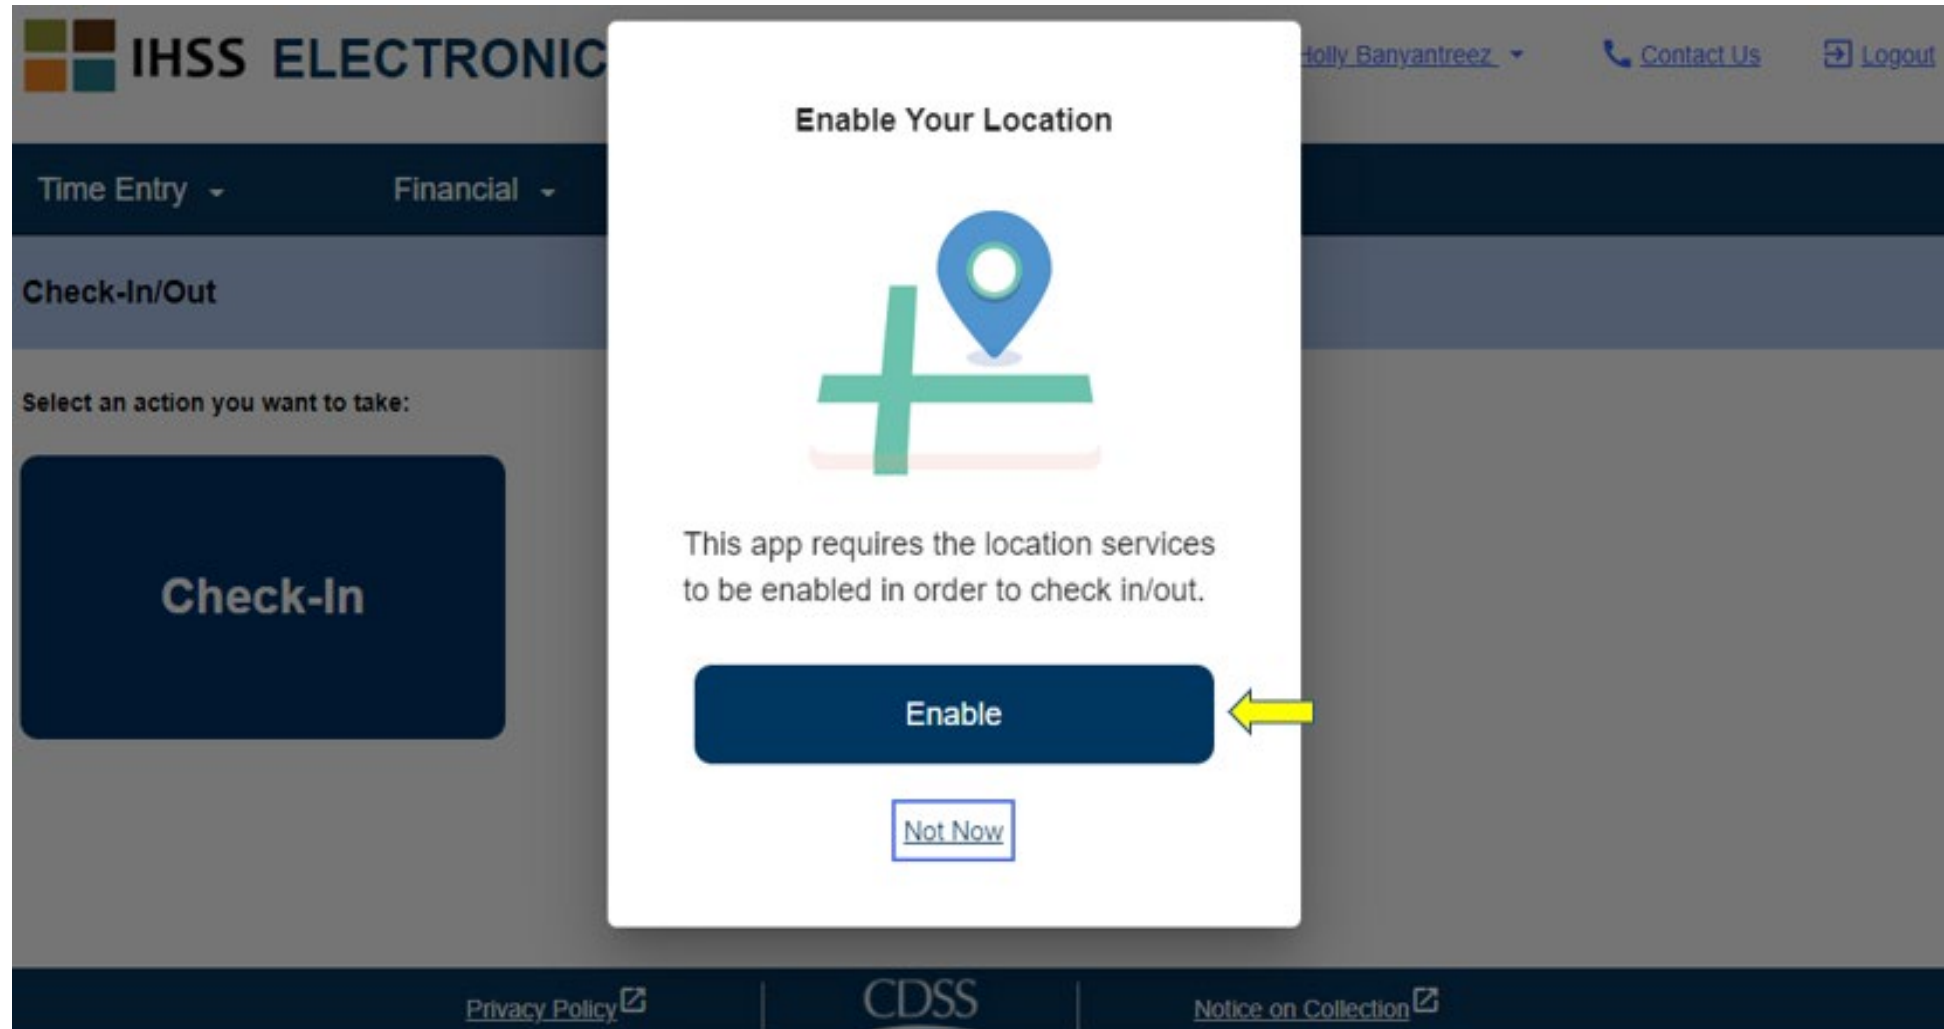 IHSS ELECTRONIC
Holly Banyantreez
Contact Us
Logout
Time Entry
Financial
Check-In/Out
Select an action you want to take:
Check-In
Enable Your Location
This app requires the location services
to be enabled in order to check in/out.
Enable
Not Now
Privacy Policy
CDSS
Notice on Collection